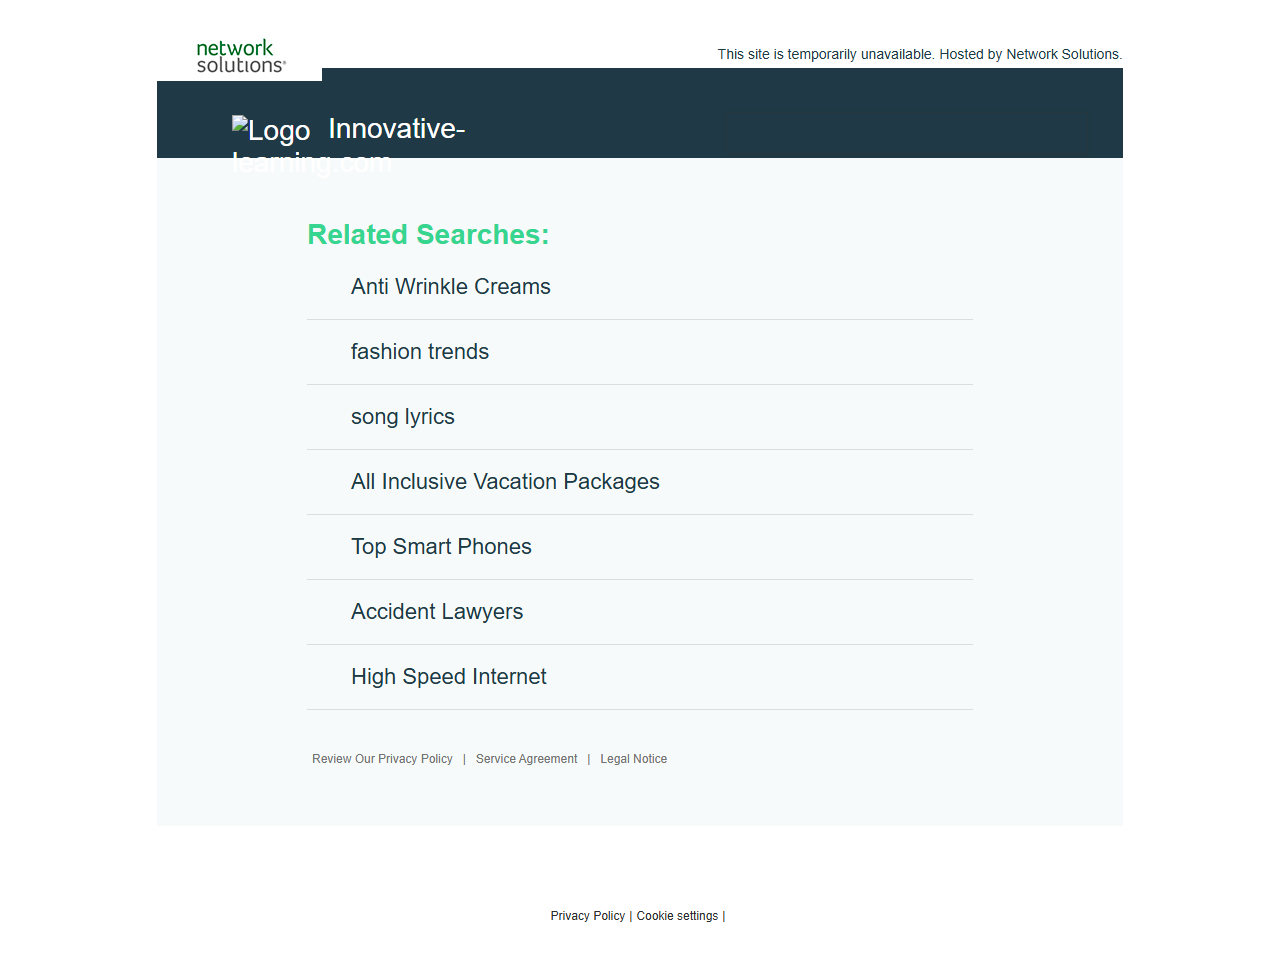 network
solutions®
This site is temporarily unavailable. Hosted by Network Solutions.
Logo Innovative-
learning.com
Related Searches:
Anti Wrinkle Creams
fashion trends
song lyrics
All Inclusive Vacation Packages
Top Smart Phones
Accident Lawyers
High Speed Internet
Review Our Privacy Policy | Service Agreement | Legal Notice
Privacy Policy | Cookie settings |